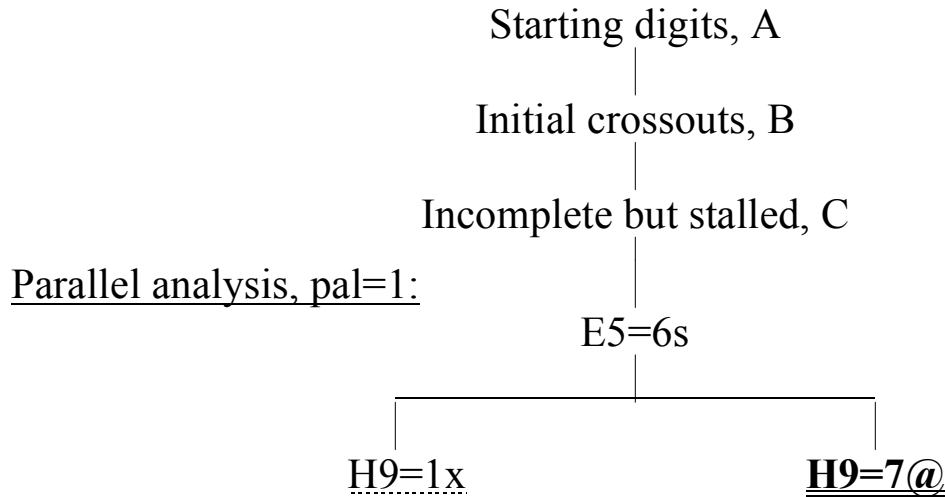 Starting digits, A
Initial crossouts, B
Incomplete but stalled, C
Parallel analysis, pal=1:
E5=6s
H9=1x H9=7@